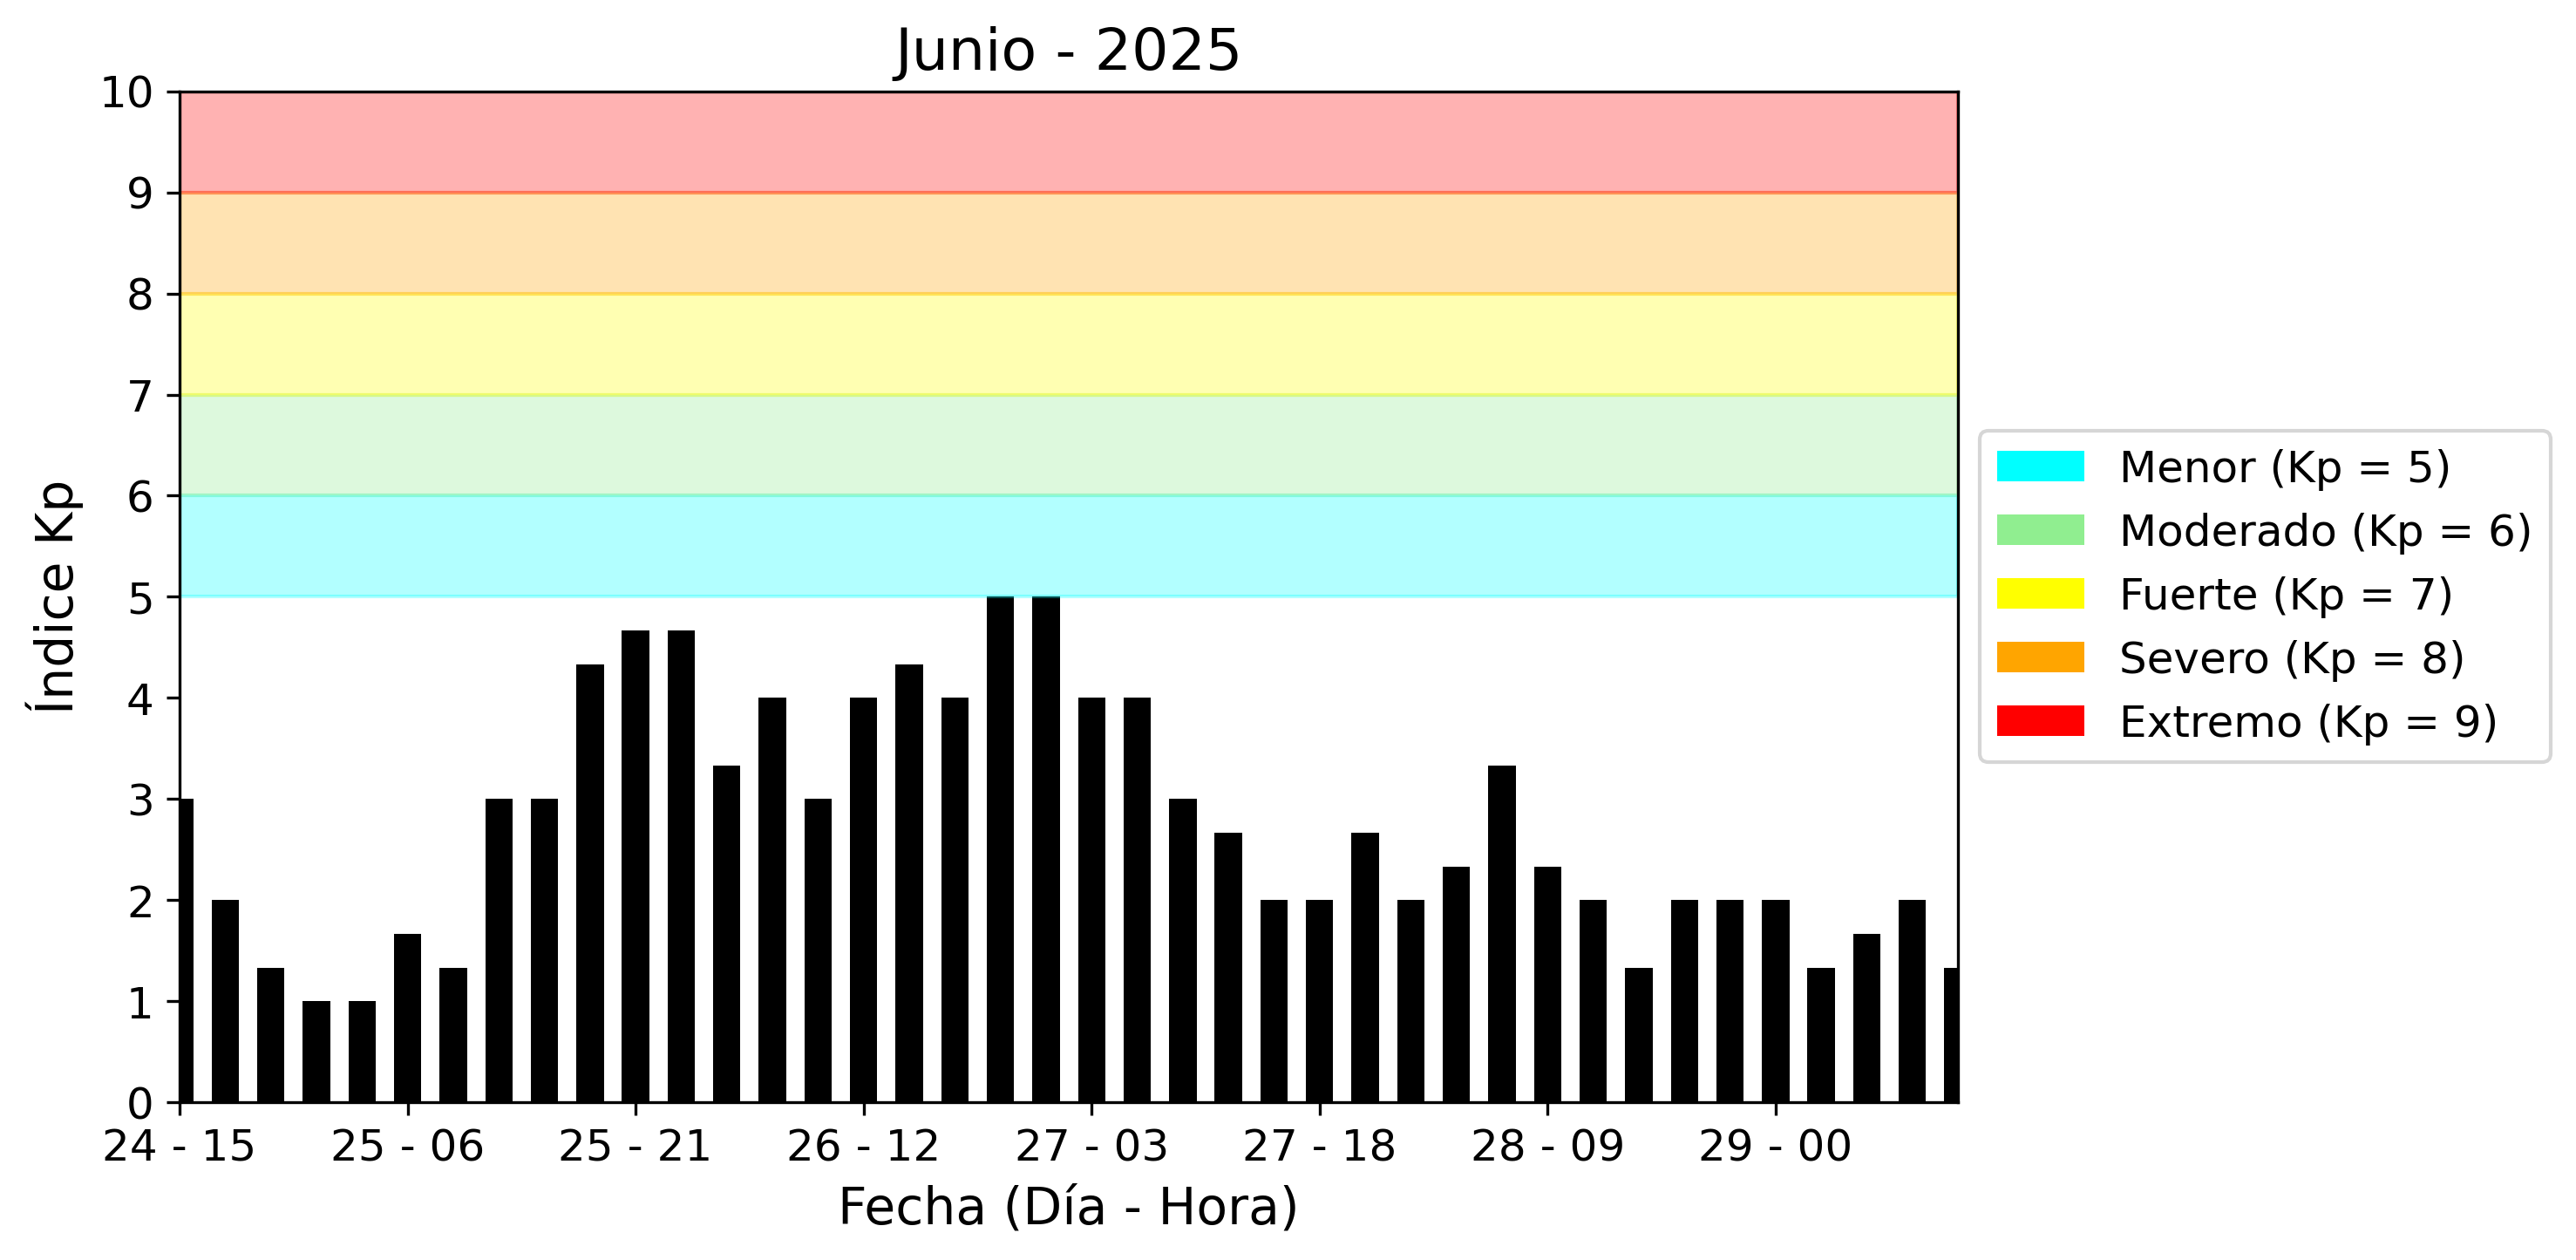 Junio - 2025
10
9
8
7
6
5
4
3
2
1
0
Índice Kp
24 - 15
25 - 06
25 - 21
26 - 12
27 - 03
27 - 18
28 - 09
29 - 00
Fecha (Día - Hora)
Menor (Kp = 5)
Moderado (Kp = 6)
Fuerte (Kp = 7)
Severo (Kp = 8)
Extremo (Kp = 9)